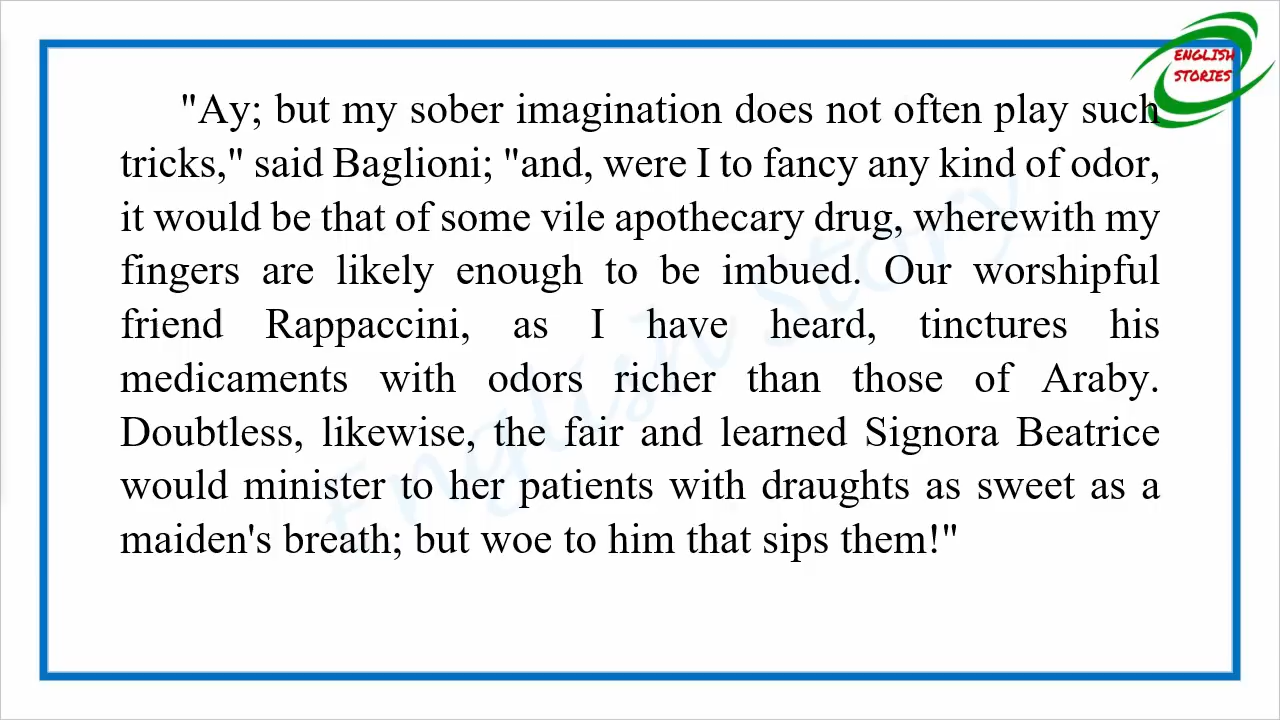 ENGLISH
STORIES
"Ay; but my sober imagination does not often play such
tricks," said Baglioni; "and, were I to fancy any kind of odor,
it would be that of some vile apothecary drug, wherewith my
fingers are likely enough to be imbued. Our worshipful
friend Rappaccini, as I have heard, tinctures his
medicaments with odors richer than those of Araby.
Doubtless, likewise, the fair and learned Signora Beatrice
would minister to her patients with draughts as sweet as a
maiden's breath; but woe to him that sips them!"
English Story